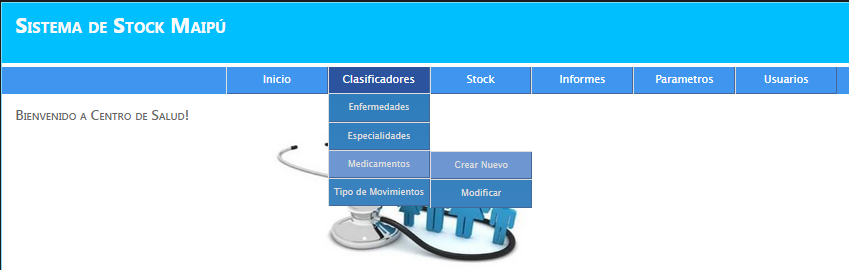 Sistema de Stock Maipú
Inicio Clasificadores Stock Informes Parametros Usuarios
Enfermedades
Bienvenido a Centro de Salud!
Especialidades
Medicamentos Crear Nuevo
Tipo de Movimientos Modificar